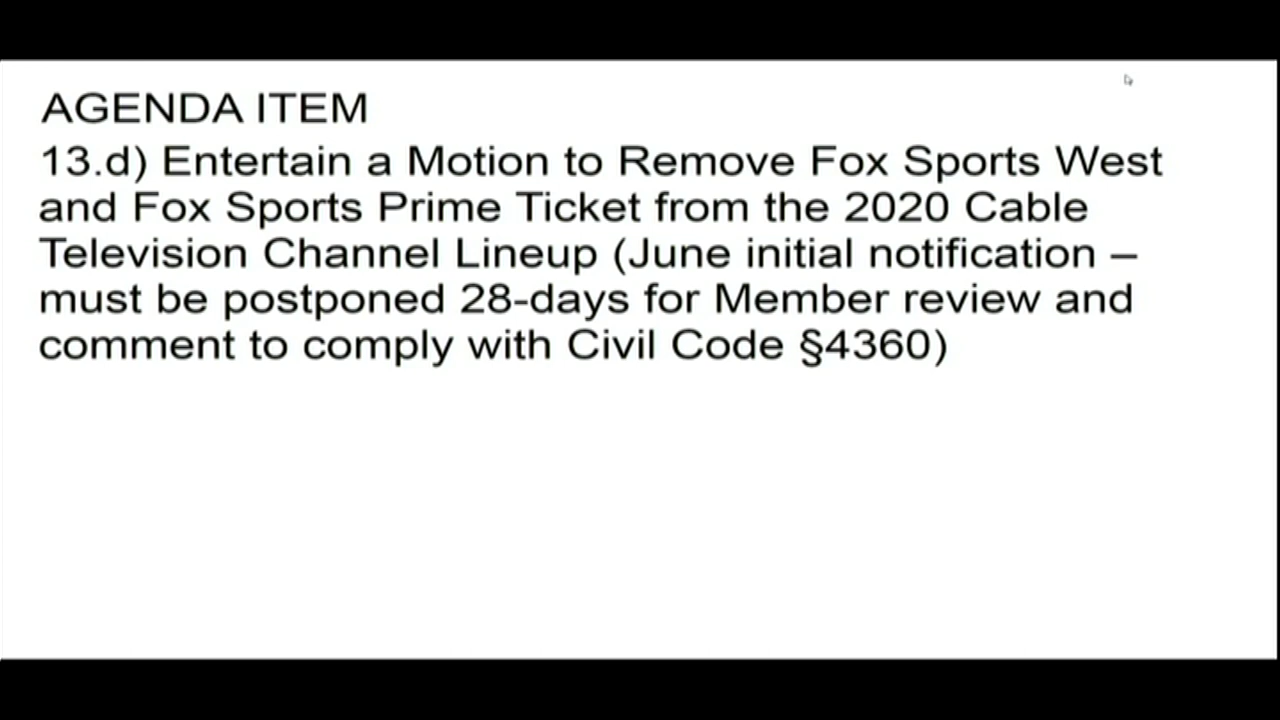 AGENDA ITEM
13.d) Entertain a Motion to Remove Fox Sports West
and Fox Sports Prime Ticket from the 2020 Cable
Television Channel Lineup (June initial notification –
must be postponed 28-days for Member review and
comment to comply with Civil Code §4360)